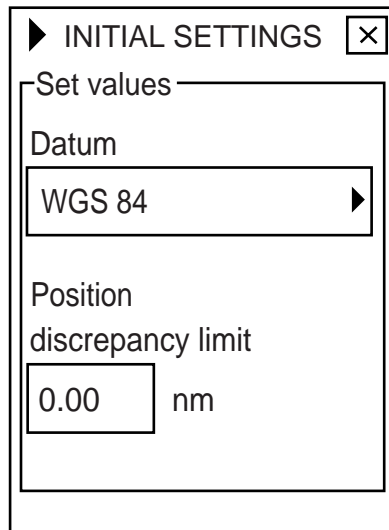 INITIAL SETTINGS
Set values
Datum
WGS 84
Position
discrepancy limit
0.00 nm